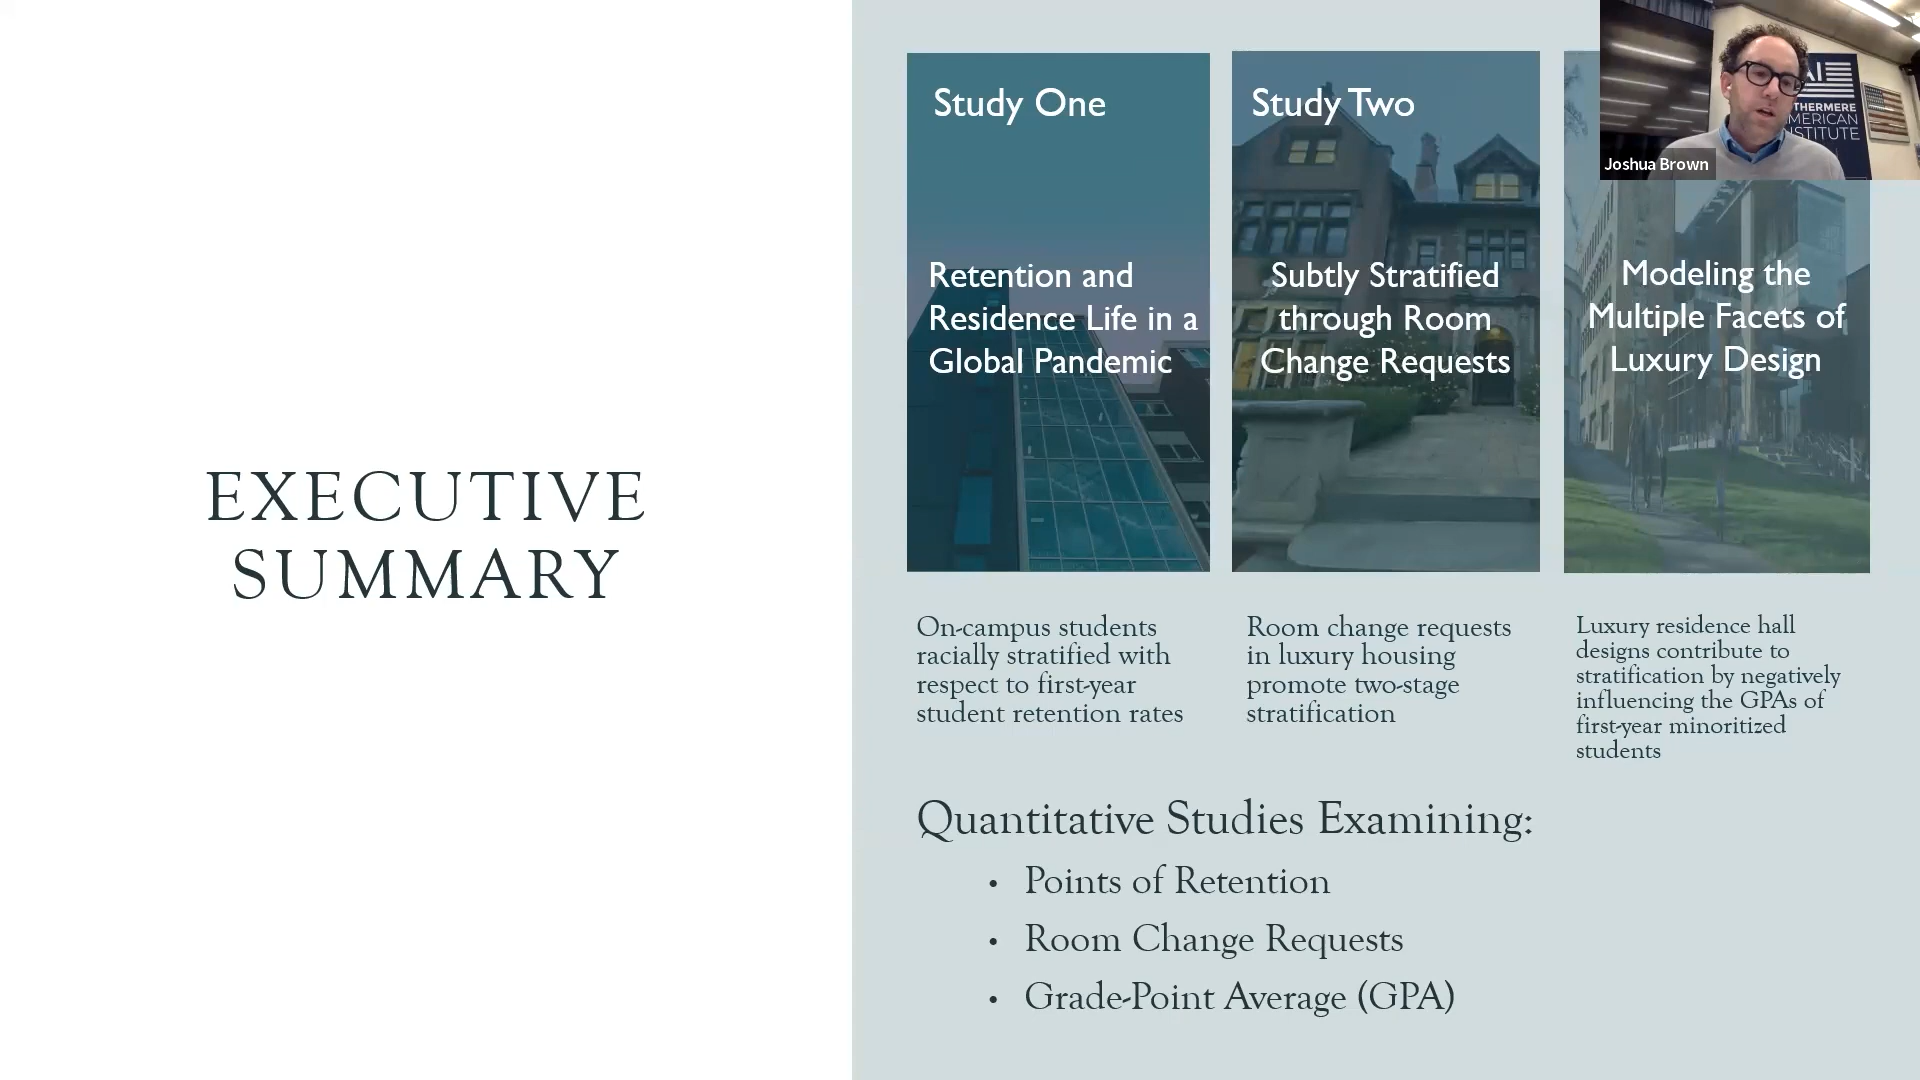 EXECUTIVE
SUMMARY
Study One
Retention and
Residence Life in a
Global Pandemic
On-campus students
racially stratified with
respect to first-year
student retention rates
Study Two
Subtly Stratified
through Room
Change Requests
Room change requests
in luxury housing
promote two-stage
stratification
Modeling the
Multiple Facets of
Luxury Design
Luxury residence hall
designs contribute to
stratification by negatively
influencing the GPAs of
first-year minoritized
students
Quantitative Studies Examining:
• Points of Retention
• Room Change Requests
• Grade-Point Average (GPA)
AI
THERMERE
AMERICAN
INSTITUTE
Joshua Brown